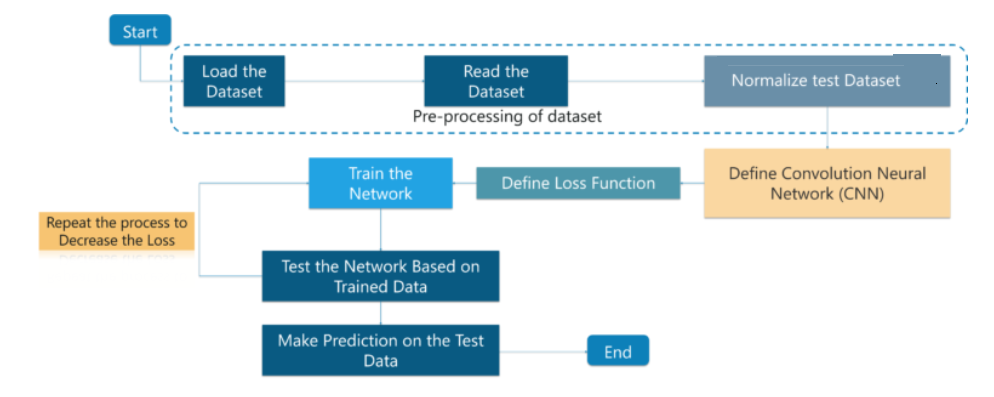 Start
Load the
Dataset
Read the
Dataset
Normalize test Dataset
Pre-processing of dataset
Train the
Network
Define Loss Function
Define Convolution Neural
Network (CNN)
Repeat the process to
Decrease the Loss
Test the Network Based on
Trained Data
Make Prediction on the Test
Data
End